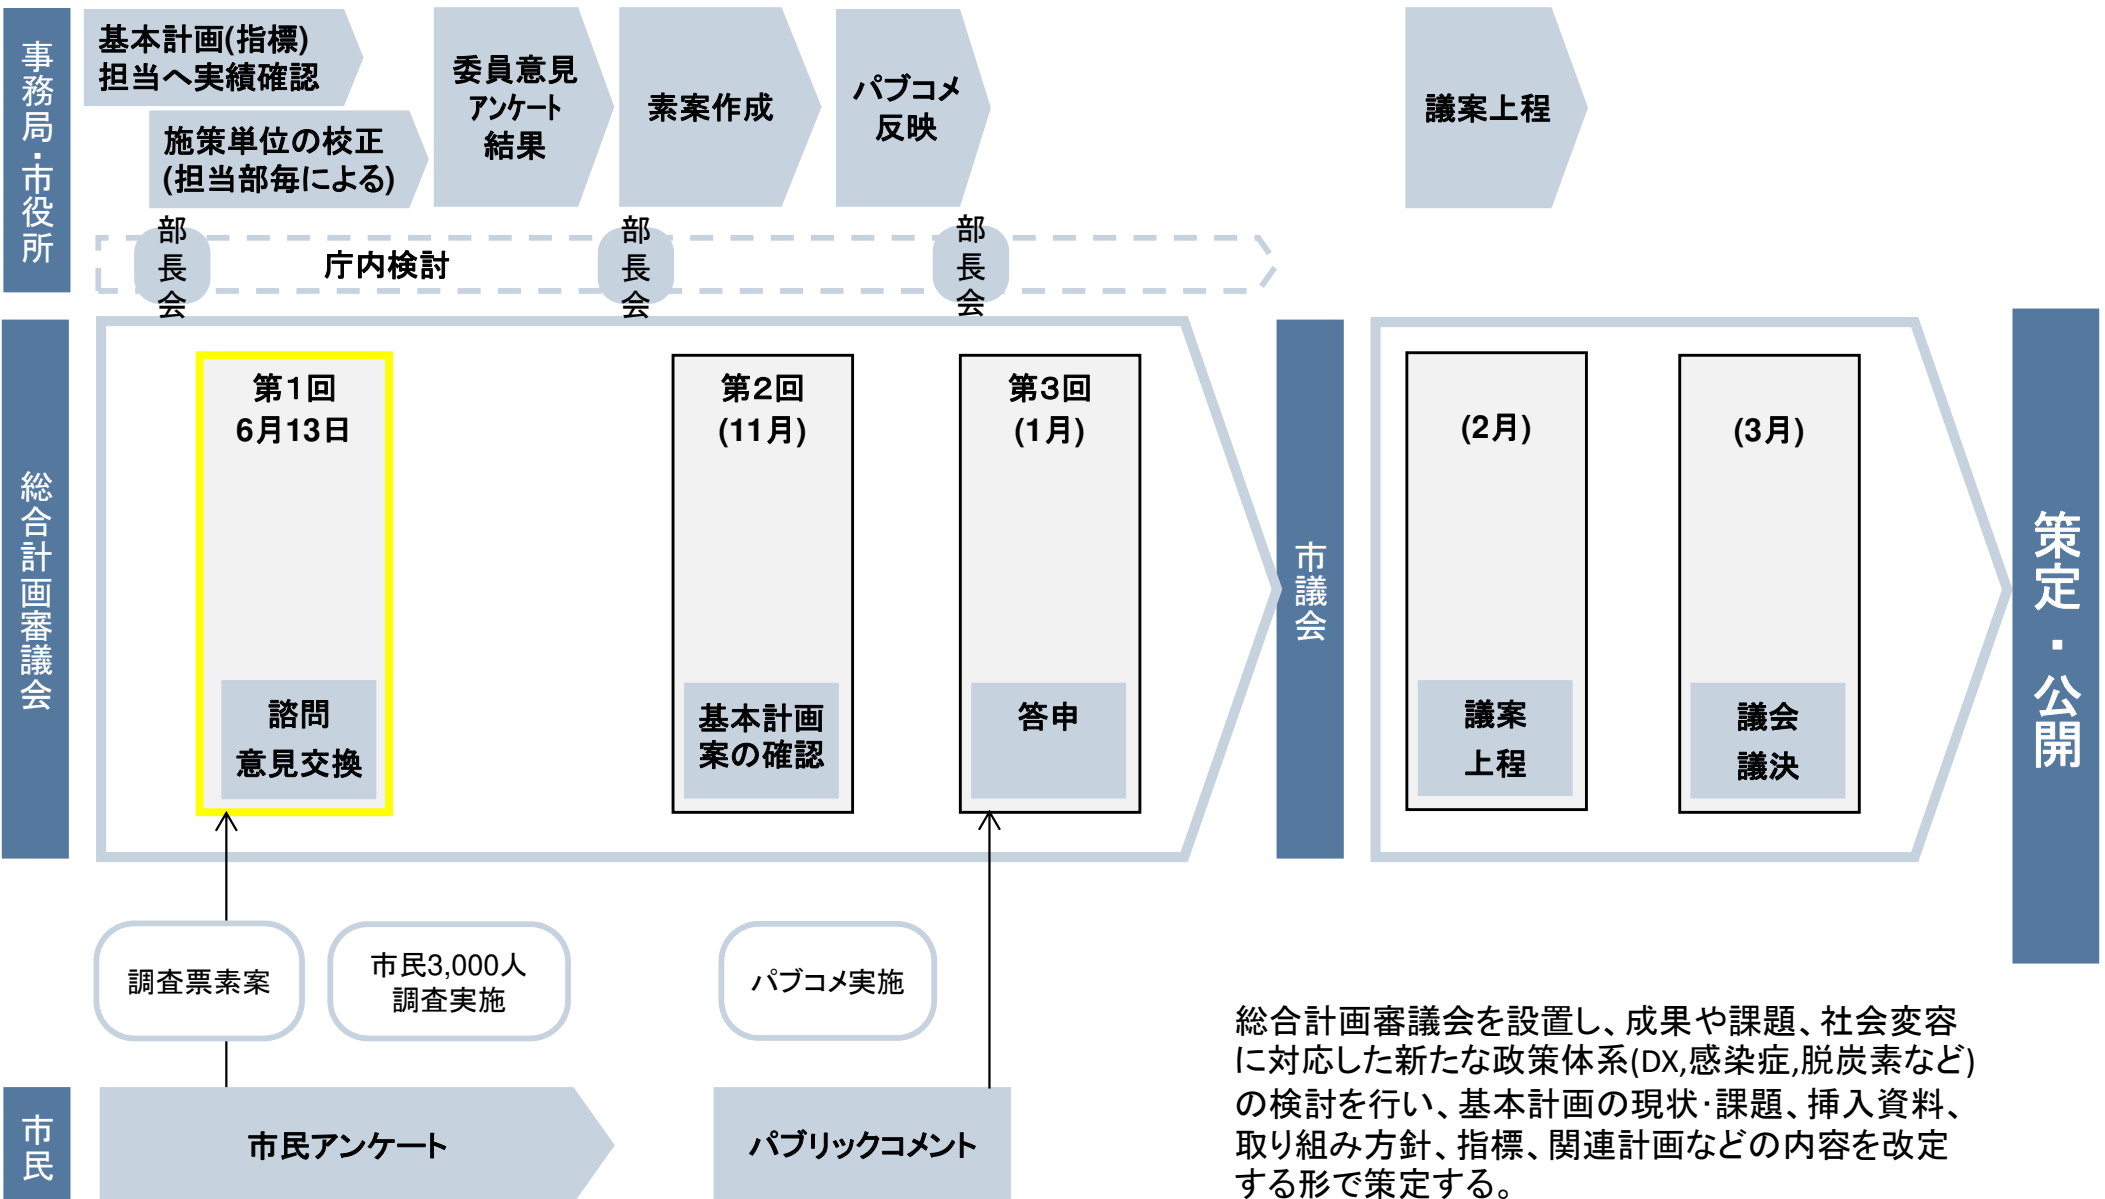 事務局・市役所
基本計画(指標)
担当へ実績確認
施策単位の校正
(担当部毎による)
委員意見
アンケート
結果
素案作成
パブコメ
反映
議案上程
部長会
庁内検討
部長会
部長会
総合計画審議会
第1回
6月13日
諮問
意見交換
第2回
(11月)
基本計画
案の確認
第3回
(1月)
答申
市議会
(2月)
議案
上程
(3月)
議会
議決
策定・公開
調査票素案
市民3,000人
調査実施
パブコメ実施
市民
市民アンケート
パブリックコメント
総合計画審議会を設置し、成果や課題、社会変容
に対応した新たな政策体系(DX,感染症,脱炭素など)
の検討を行い、基本計画の現状・課題、挿入資料、
取り組み方針、指標、関連計画などの内容を改定
する形で策定する。